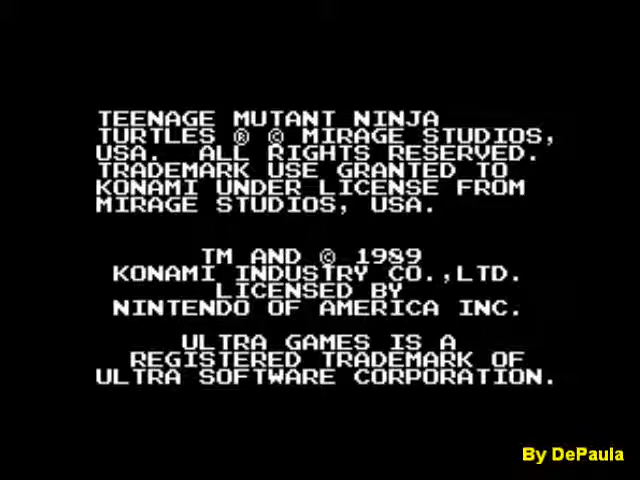 TEENAGE MUTANT NINJA
TURTLES ® © MIRAGE STUDIOS,
USA. ALL RIGHTS RESERVED.
TRADEMARK USE GRANTED TO
KONAMI UNDER LICENSE FROM
MIRAGE STUDIOS, USA.
TM AND © 1989
KONAMI INDUSTRY CO.,LTD.
LICENSED BY
NINTENDO OF AMERICA INC.
ULTRA GAMES IS A
REGISTERED TRADEMARK OF
ULTRA SOFTWARE CORPORATION.
By DePaula